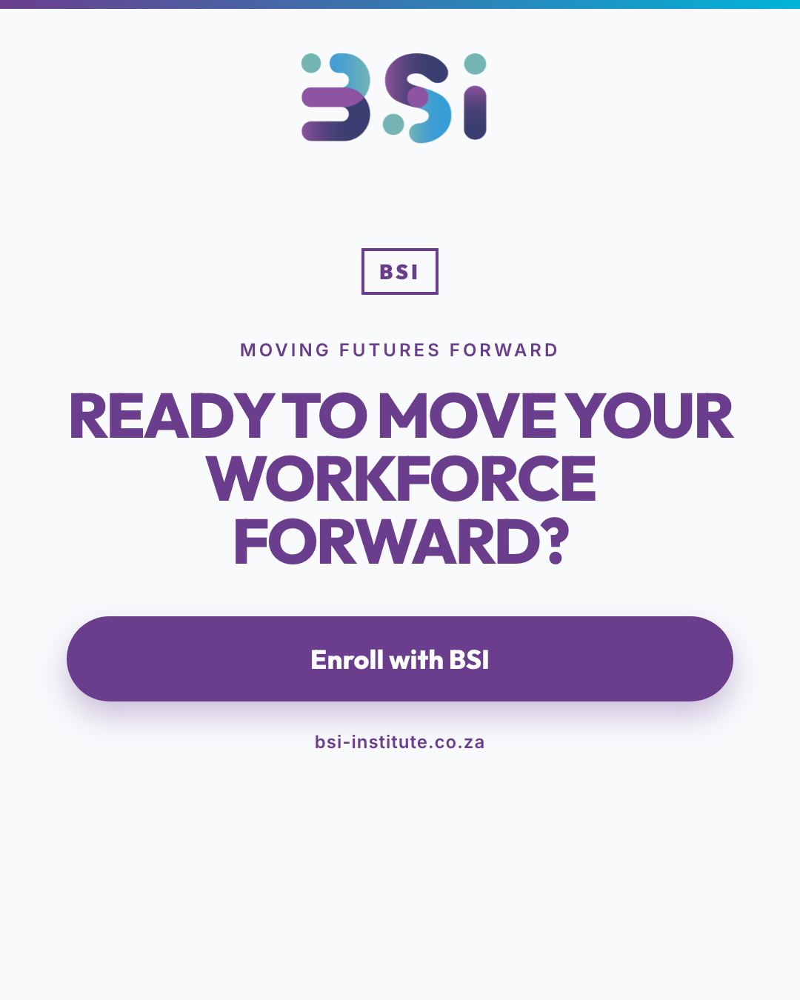 BSi
BSI
MOVING FUTURES FORWARD
READY TO MOVE YOUR
WORKFORCE
FORWARD?
Enroll with BSI
bsi-institute.co.za